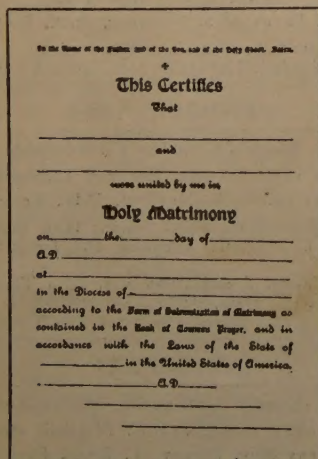 In the Name of the Father, and of the Son, and of the Holy Ghost. Amen.
This Certifies
That
and
were united by me in
Holy Matrimony
on the day of
A.D.
at
in the Diocese of
according to the Form of Solemnization of Matrimony as
contained in the Book of Common Prayer, and in
accordance with the Laws of the State of
in the United States of America.
A.D.